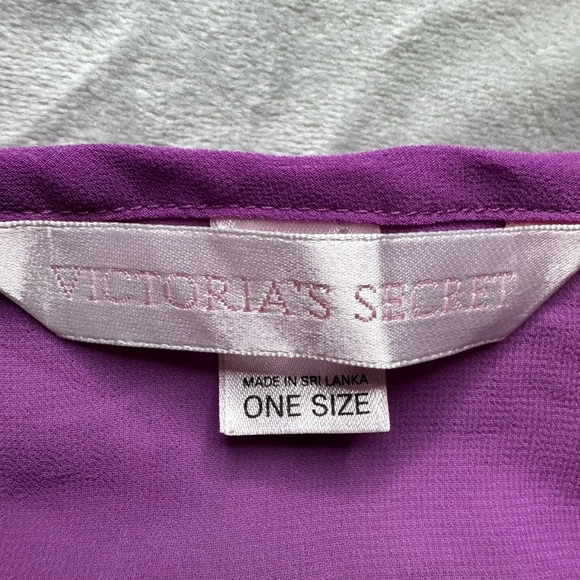 VICTORIA'S SECRET
MADE IN SRI LANKA
ONE SIZE